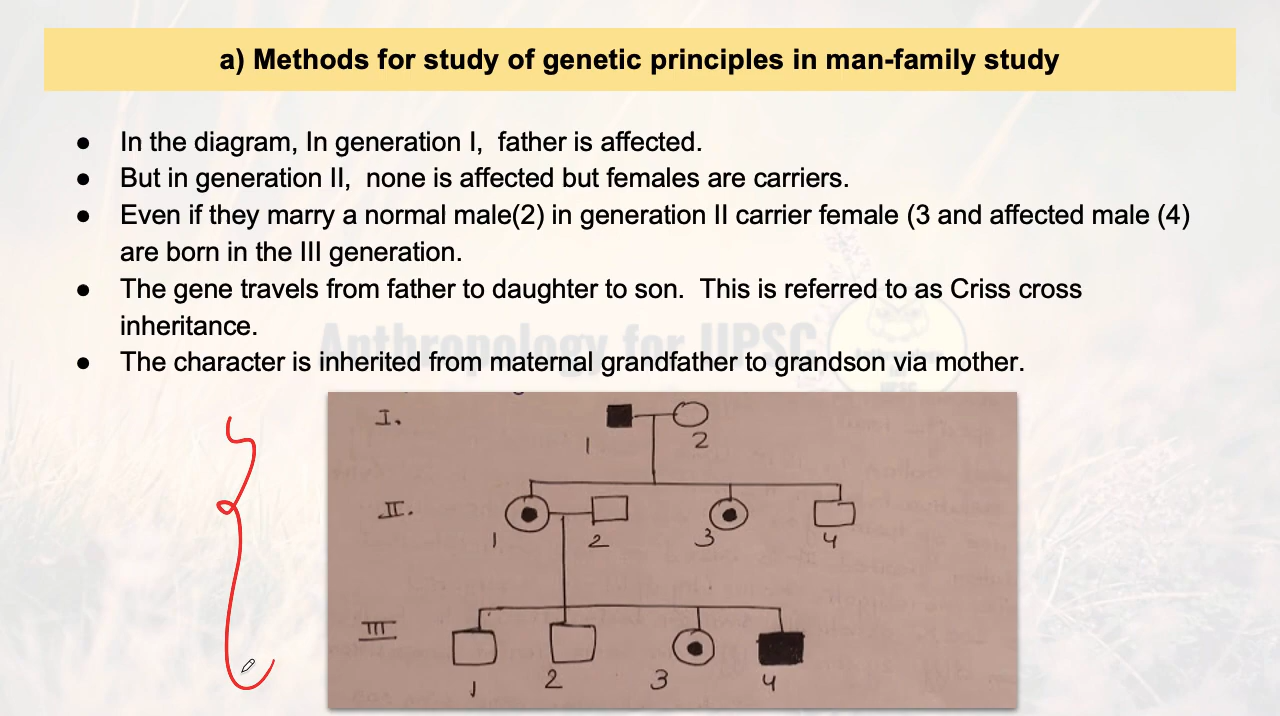 a) Methods for study of genetic principles in man-family study
● In the diagram, In generation I, father is affected.
● But in generation II, none is affected but females are carriers.
● Even if they marry a normal male(2) in generation II carrier female (3 and affected male (4)
are born in the III generation.
● The gene travels from father to daughter to son. This is referred to as Criss cross
inheritance.
Anthropology for UPSC
● The character is inherited from maternal grandfather to grandson via mother.
I.
1 2
II.
1 2 3 4
III
1 2 3 4